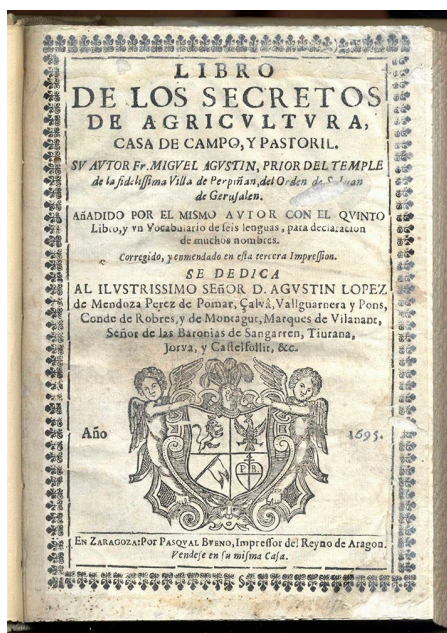 LIBRO
DE LOS SECRETOS
DE AGRICVLTVRA,
CASA DE CAMPO, Y PASTORIL.
SV AVTOR Fr. MIGVEL AGVSTIN, PRIOR DEL TEMPLE
de la fidelissima Villa de Perpiñan, del Orden de San Juan
de Gerusalen.
AñADIDO POR EL MISMO AVTOR CON EL QVINTO
Libro, y vn Vocabulario de seis lenguas, para declaracion
de muchos nombres.
Corregido, y enmendado en esta tercera Impression.
SE DEDICA
AL ILVSTRISSIMO SEñOR D. AGVSTIN LOPEZ
de Mendoza Perez de Pomar, Çalvà, Vallguarnera y Pons,
Conde de Robres, y de Montagut, Marques de Vilanant,
Señor de las Baronias de Sangarren, Tiurana,
Jorva, y Castelfollit, &c.
Año 1695.
P B
EN ZARAGOZA: Por PASQVAL BVENO, Impressor del Reyno de Aragon.
Vendese en su misma Casa.